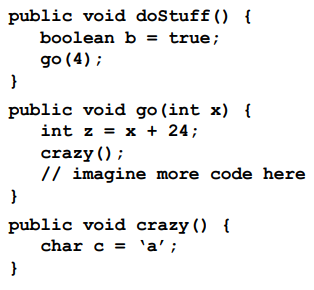 public void doStuff() {
boolean b = true;
go(4);
}
public void go(int x) {
int z = x + 24;
crazy();
// imagine more code here
}
public void crazy() {
char c = ‘a’;
}